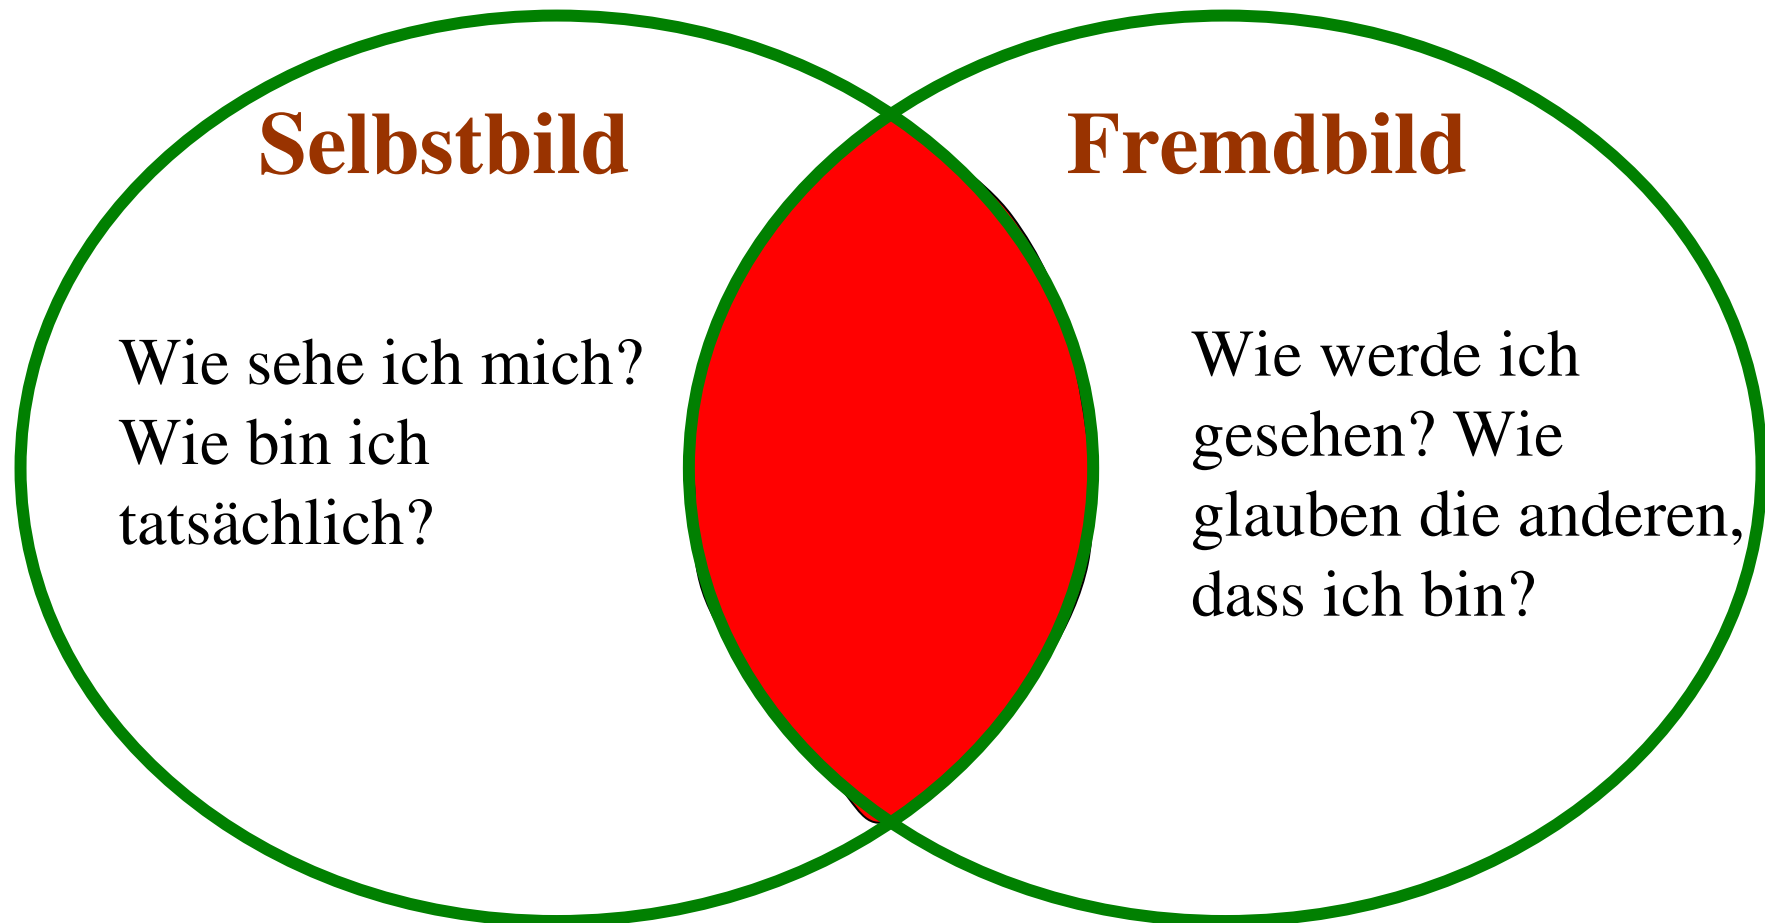 Selbstbild
Wie sehe ich mich?
Wie bin ich
tatsächlich?
Fremdbild
Wie werde ich
gesehen? Wie
glauben die anderen,
dass ich bin?